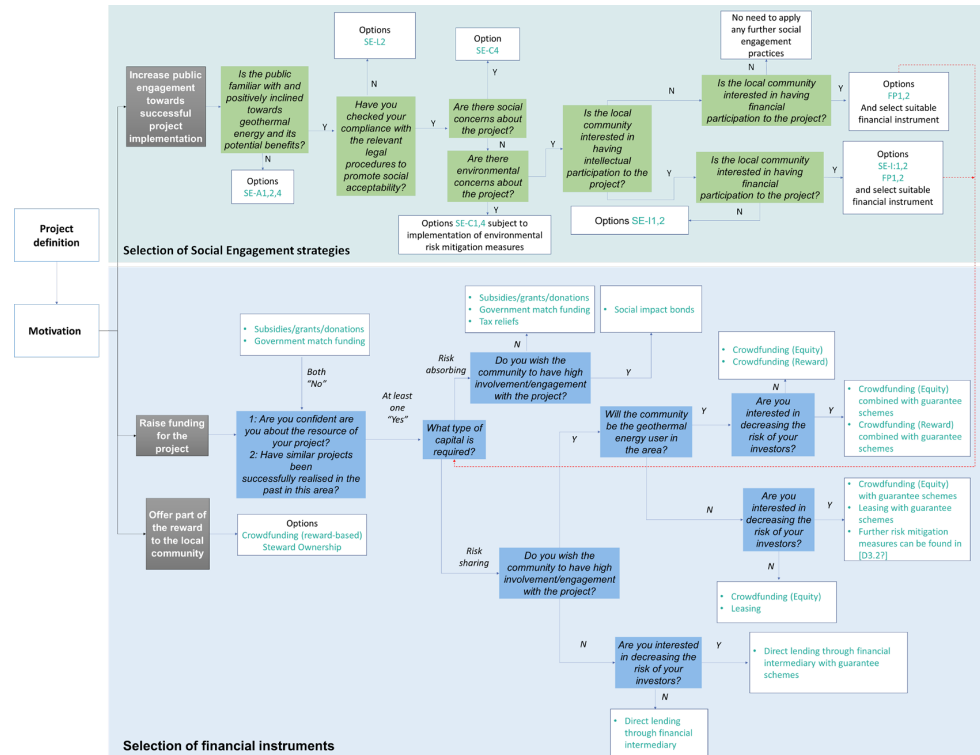 Options
SE-L2
Option
SE-C4
No need to apply
any further social
engagement
practices
Increase public
engagement
towards
successful
project
implementation
Is the public
familiar with and
positively inclined
towards
geothermal
energy and its
potential benefits?
Y
N
Options
SE-A1,2,4
N
Have you
checked your
compliance with
the relevant
legal
procedures to
promote social
acceptability?
Y
Y
Are there social
concerns about
the project?
N
Are there
environmental
concerns about
the project?
Y
Y
Options SE-C1,4 subject to
implementation of environmental
risk mitigation measures
Is the local
community
interested in
having
intellectual
participation to the
project?
N
Y
N
Is the local community
interested in having
financial
participation to the project?
Y
Options
FP1,2
And select suitable
financial instrument
Is the local community
interested in having
financial
participation to the project?
Y
N
Options SE-I1,2
Options
SE-I:1,2
FP1,2
and select suitable
financial instrument
Selection of Social Engagement strategies
Project
definition
Motivation
• Subsidies/grants/donations
• Government match funding
Both
“No”
Raise funding
for the
project
1: Are you confident are
you about the resource of
your project?
2: Have similar projects
been
successfully realised in the
past in this area?
At least
one
“Yes”
What type of
capital is
required?
Risk
absorbing
Risk
sharing
• Subsidies/grants/donations
• Government match funding
• Tax reliefs
• Social impact bonds
N
Do you wish the
community to have high
involvement/engagement
with the project?
Y
• Crowdfunding (Equity)
• Crowdfunding (Reward)
N
Y
Will the community
be the geothermal
energy user in
the area?
Y
Are you
interested in
decreasing the
risk of your
investors?
Y
• Crowdfunding (Equity)
combined with guarantee
schemes
• Crowdfunding (Reward)
combined with guarantee
schemes
N
Are you
interested in
decreasing the
risk of your
investors?
Y
• Crowdfunding (Equity)
with guarantee schemes
• Leasing with guarantee
schemes
• Further risk mitigation
measures can be found in
[D3.2?]
N
• Crowdfunding (Equity)
• Leasing
Offer part of
the reward
to the local
community
Options
Crowdfunding (reward-based)
Steward Ownership
Do you wish the
community to have high
involvement/engagement
with the project?
N
Are you interested
in decreasing the
risk of your
investors?
Y
• Direct lending through financial
intermediary with guarantee
schemes
N
• Direct lending
through financial
intermediary
Selection of financial instruments